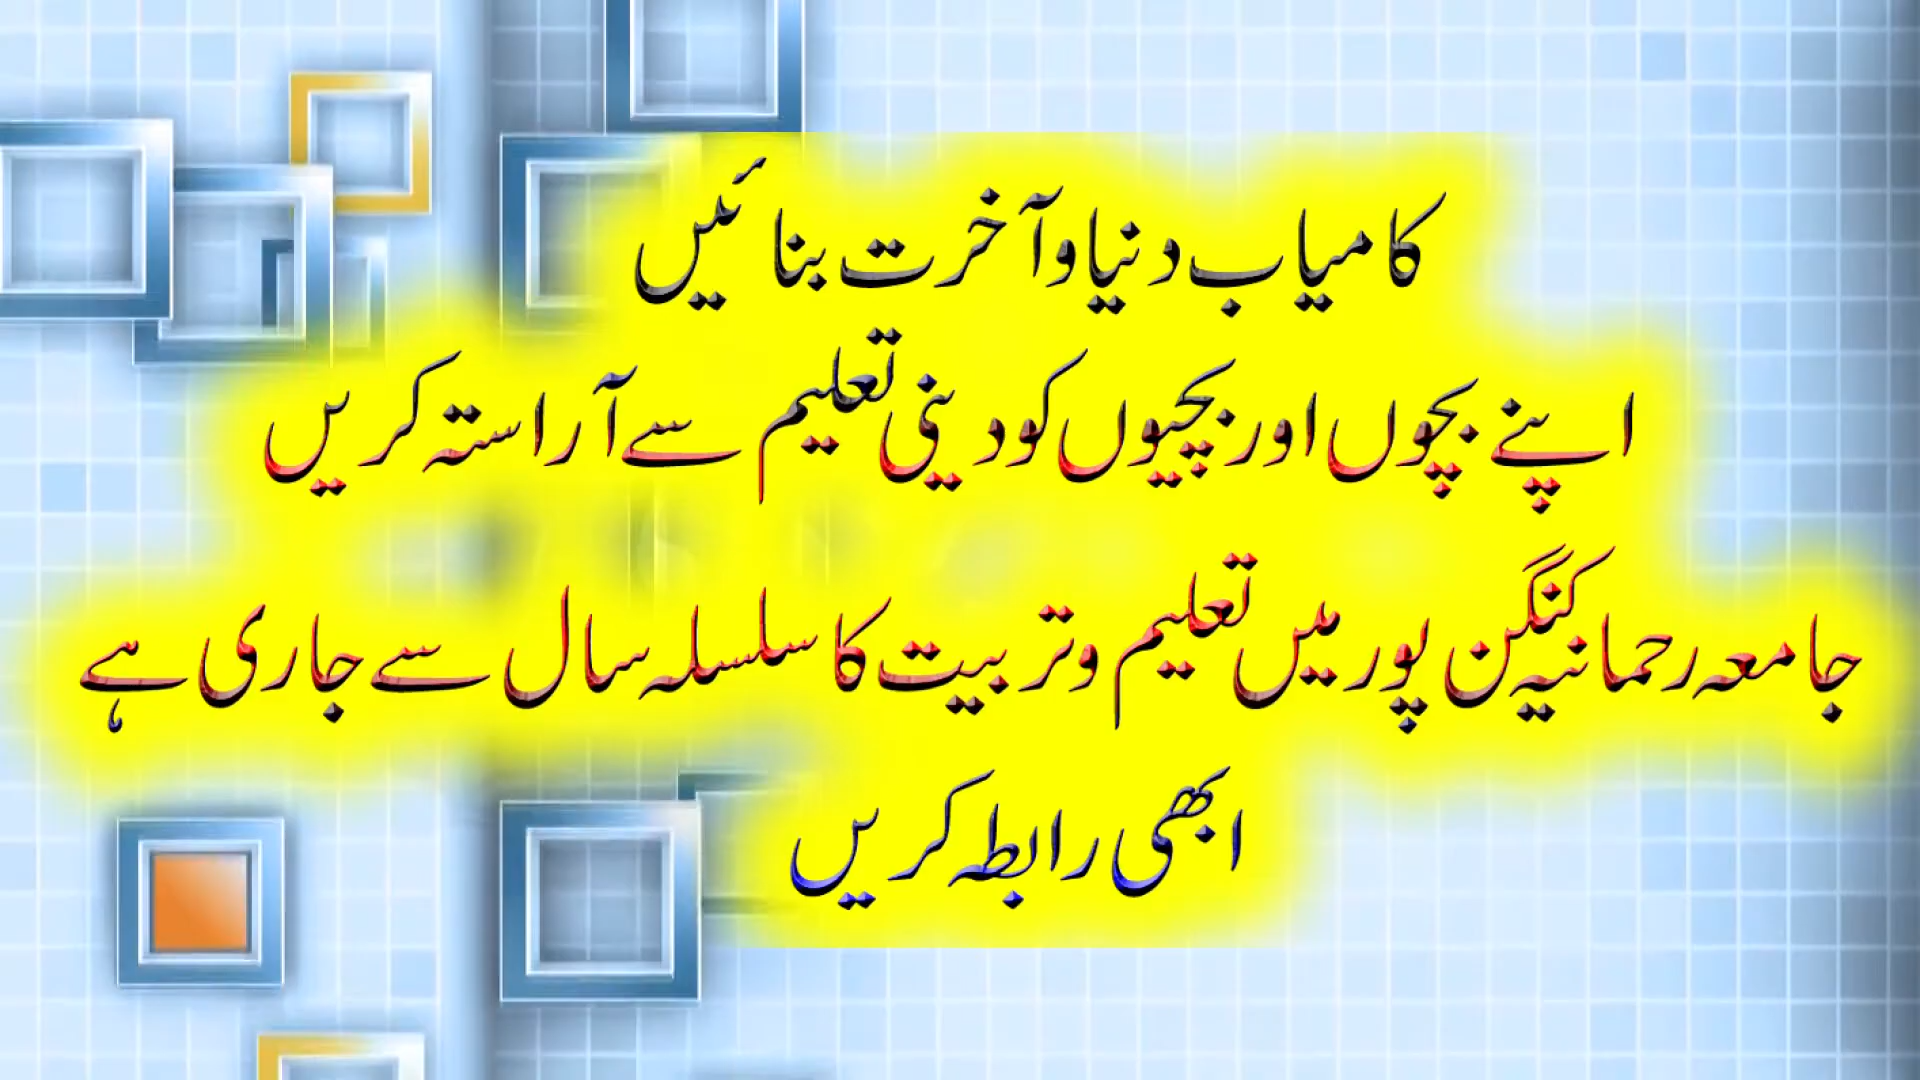 کامیاب دنیا و آخرت بنائیں
اپنے بچوں اور بچیوں کو دینی تعلیم سے آراستہ کریں
جامعہ رحمانیہ کنگن پور میں تعلیم و تربیت کا سلسلہ سال سے جاری ہے
ابھی رابطہ کریں